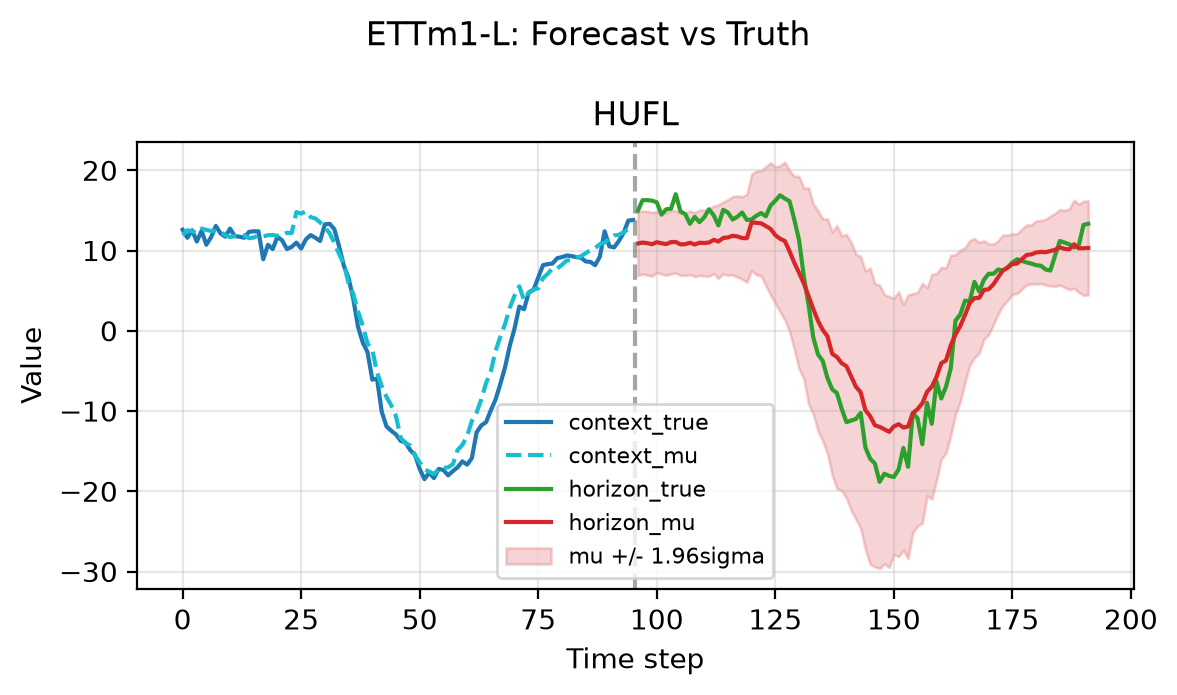 ETTm1-L: Forecast vs Truth
HUFL
Value
20
10
0
−10
−20
−30
context_true
context_mu
horizon_true
horizon_mu
mu +/- 1.96sigma
0 25 50 75 100 125 150 175 200
Time step